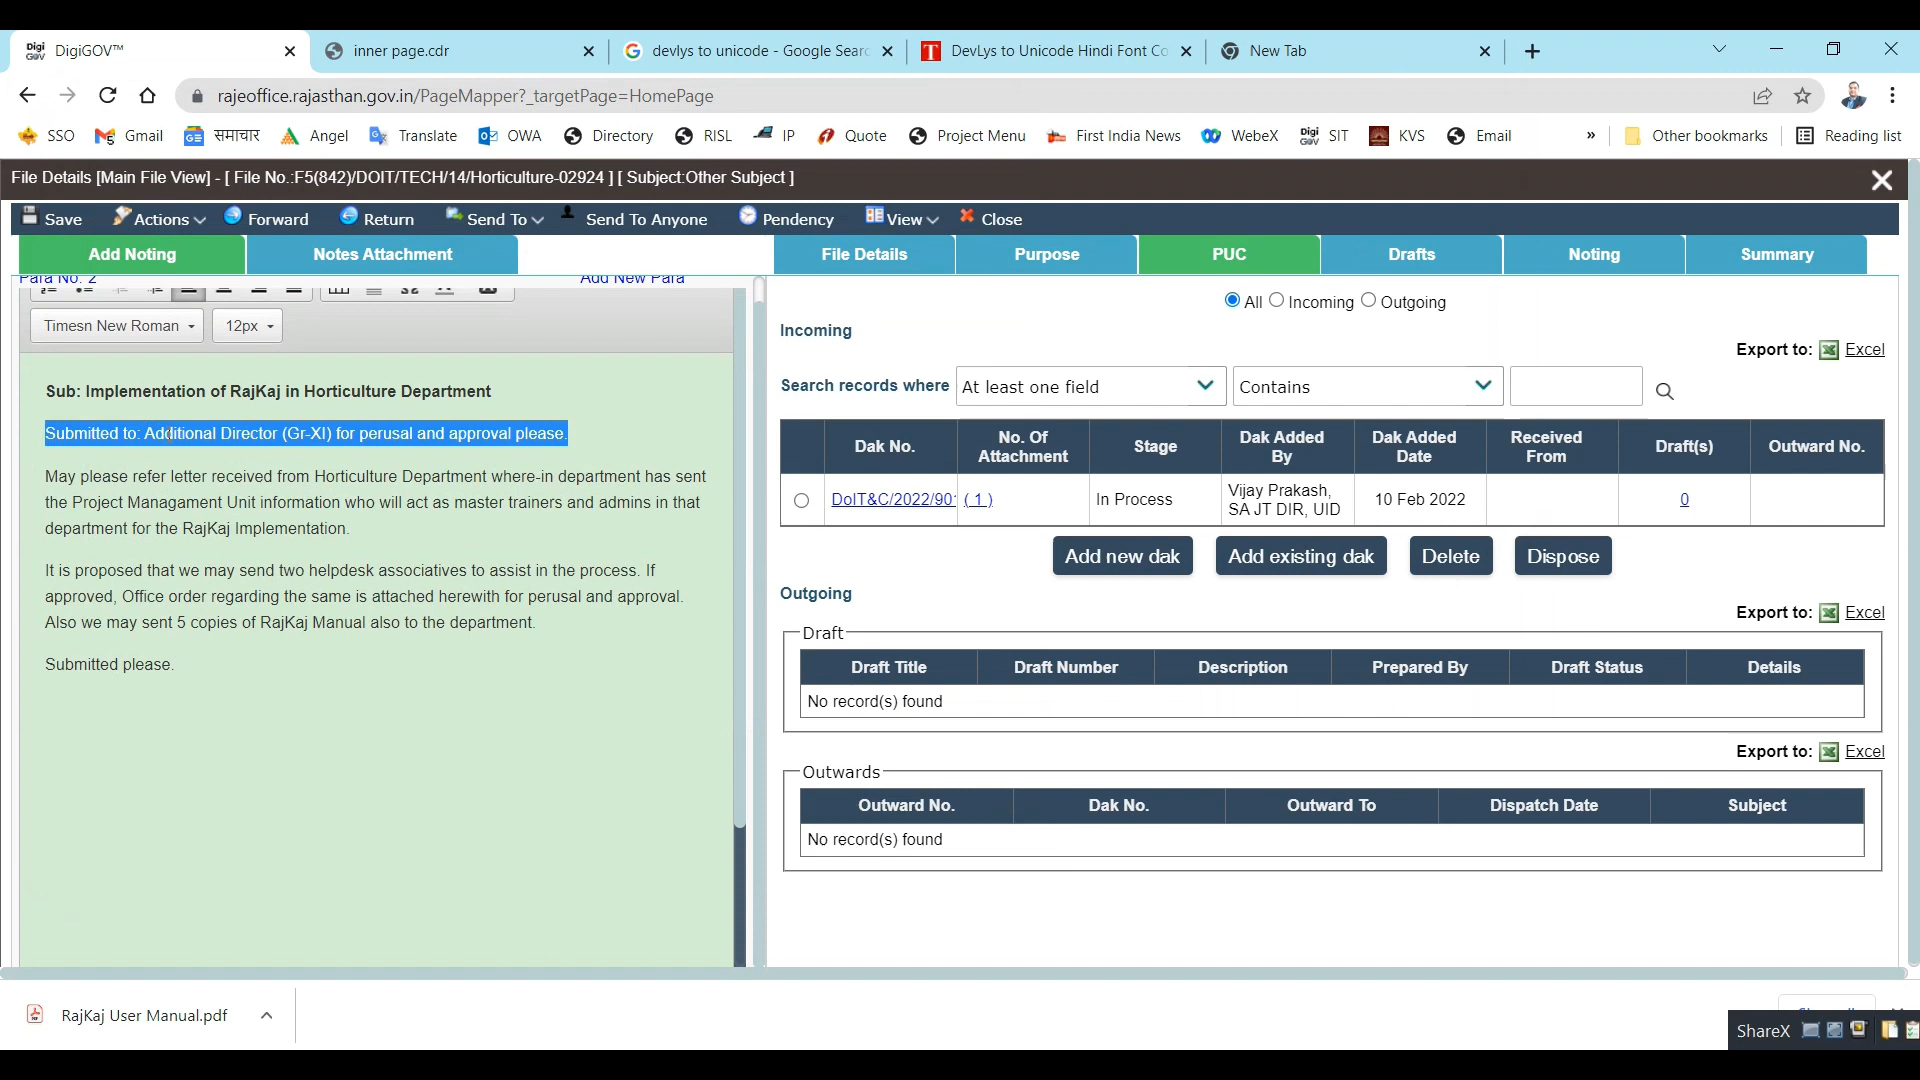 DigiGOV™
inner page.cdr
devlys to unicode - Google Searc
DevLys to Unicode Hindi Font Co
New Tab
rajeoffice.rajasthan.gov.in/PageMapper?_targetPage=HomePage
SSO Gmail समाचार Angel Translate OWA Directory RISL IP Quote Project Menu First India News WebeX SIT KVS Email » Other bookmarks Reading list
File Details [Main File View] - [ File No.:F5(842)/DOIT/TECH/14/Horticulture-02924 ] [ Subject:Other Subject ]
Save Actions Forward Return Send To Send To Anyone Pendency View Close
Add Noting Notes Attachment
File Details Purpose PUC Drafts Noting Summary
Para No. 2 Add New Para
Timesn New Roman 12px
Sub: Implementation of RajKaj in Horticulture Department
Submitted to: Additional Director (Gr-XI) for perusal and approval please.
May please refer letter received from Horticulture Department where-in department has sent
the Project Managament Unit information who will act as master trainers and admins in that
department for the RajKaj Implementation.
It is proposed that we may send two helpdesk associatives to assist in the process. If
approved, Office order regarding the same is attached herewith for perusal and approval.
Also we may sent 5 copies of RajKaj Manual also to the department.
Submitted please.
All Incoming Outgoing
Incoming
Export to: Excel
Search records where At least one field Contains
Dak No. No. Of Attachment Stage Dak Added By Dak Added Date Received From Draft(s) Outward No.
DoIT&C/2022/901 ( 1 ) In Process Vijay Prakash, SA JT DIR, UID 10 Feb 2022 0
Add new dak Add existing dak Delete Dispose
Outgoing
Export to: Excel
Draft
Draft Title Draft Number Description Prepared By Draft Status Details
No record(s) found
Export to: Excel
Outwards
Outward No. Dak No. Outward To Dispatch Date Subject
No record(s) found
RajKaj User Manual.pdf
ShareX